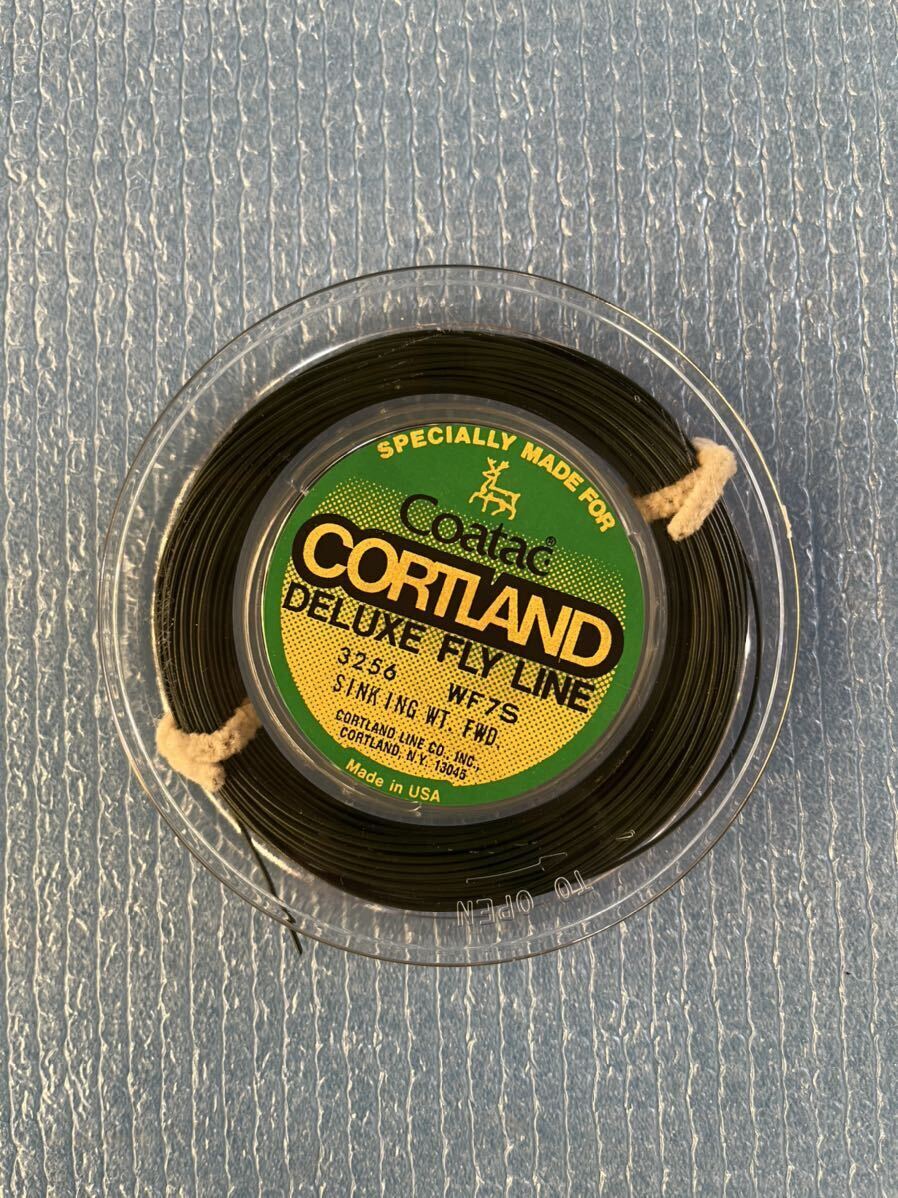 SPECIALLY MADE FOR
Coatac®
CORTLAND
DELUXE FLY LINE
3256 WF7S
SINKING WT. FWD.
CORTLAND LINE CO. INC.,
CORTLAND N.Y. 13045
Made in USA
TO OPEN